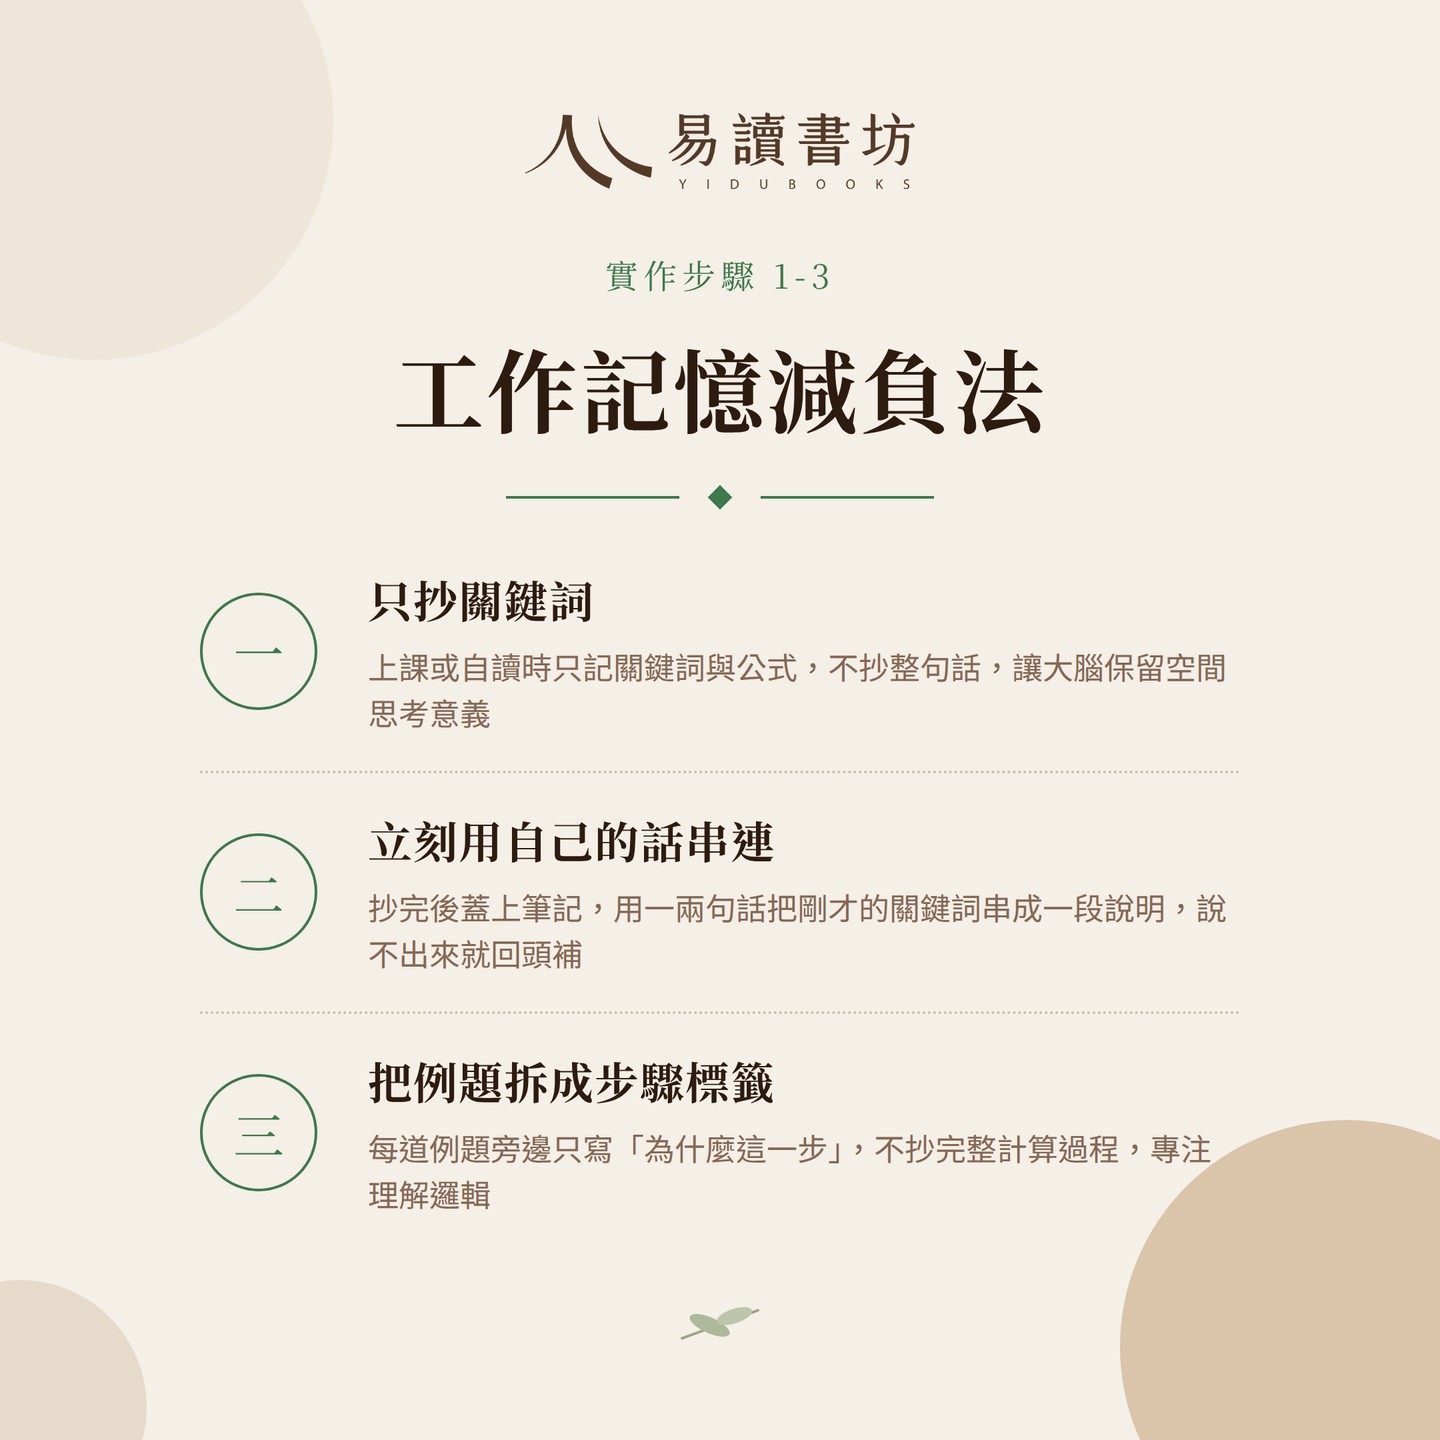 易讀書坊
YIDUBOOKS
實作步驟 1-3
工作記憶減負法
一
只抄關鍵詞
上課或自讀時只記關鍵詞與公式，不抄整句話，讓大腦保留空間
思考意義
二
立刻用自己的話串連
抄完後蓋上筆記，用一兩句話把剛才的關鍵詞串成一段說明，說
不出來就回頭補
三
把例題拆成步驟標籤
每道例題旁邊只寫「為什麼這一步」，不抄完整計算過程，專注
理解邏輯